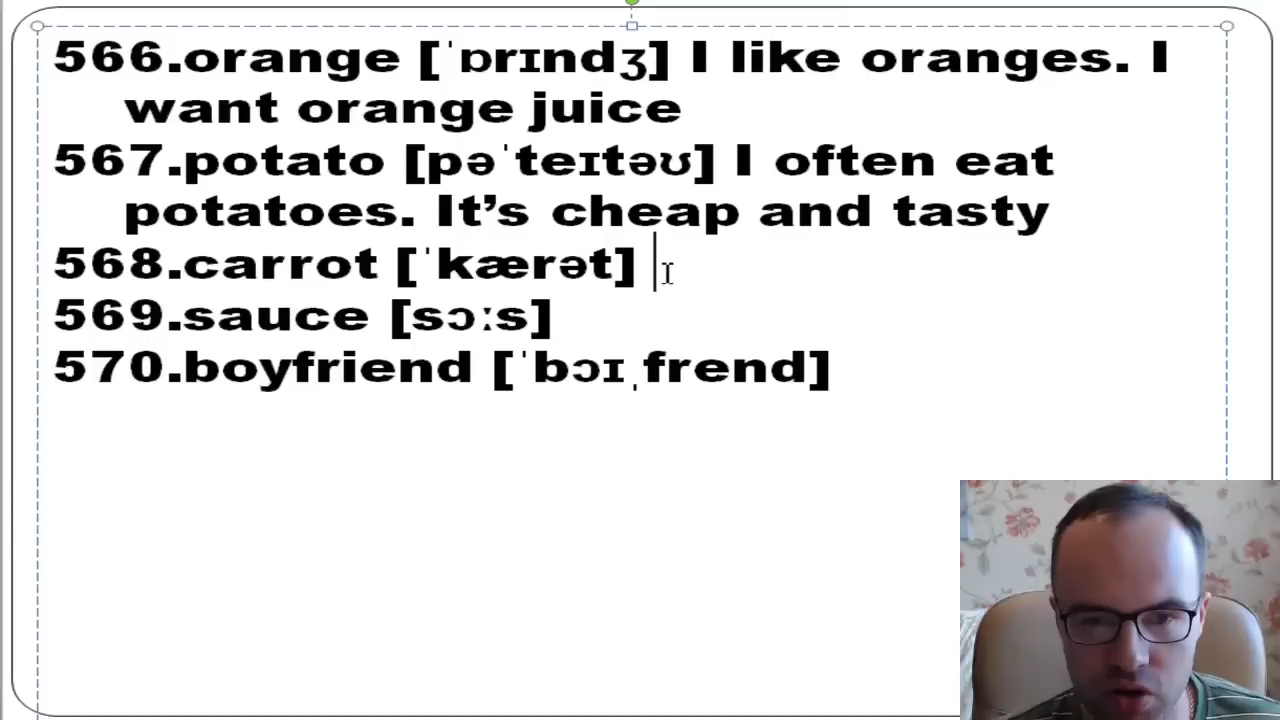 566.orange [ˈɒrɪndʒ] I like oranges. I
want orange juice
567.potato [pəˈteɪtəʊ] I often eat
potatoes. It’s cheap and tasty
568.carrot [ˈkærət]
569.sauce [sɔːs]
570.boyfriend [ˈbɔɪˌfrend]